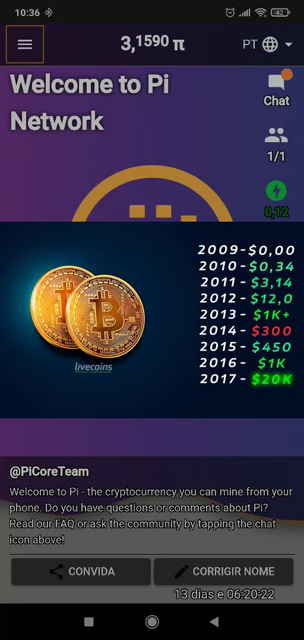 10:36
42
3,1590 π
PT
Welcome to Pi
Network
Chat
1/1
0,12
2009-$0,00
2010-$0,34
2011-$3,14
2012-$12,0
2013-$1K+
2014-$300
2015-$450
2016-$1K
2017-$20K
livecoins
@PiCoreTeam
Welcome to Pi - the cryptocurrency you can mine from your
phone. Do you have questions or comments about Pi?
Read our FAQ or ask the community by tapping the chat
icon above!
CONVIDA
CORRIGIR NOME
13 dias e 06:20:22